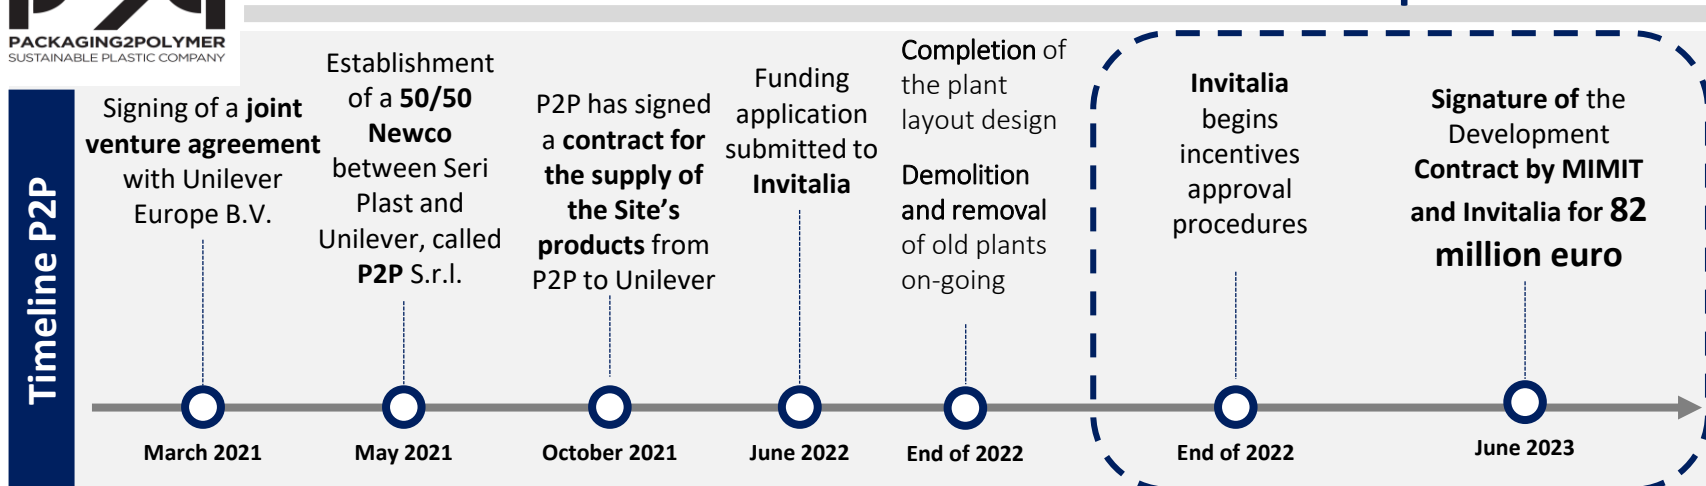 PACKAGING2POLYMER
SUSTAINABLE PLASTIC COMPANY
Timeline P2P
Signing of a joint
venture agreement
with Unilever
Europe B.V.
March 2021
Establishment
of a 50/50
Newco
between Seri
Plast and
Unilever, called
P2P S.r.l.
May 2021
P2P has signed
a contract for
the supply of
the Site’s
products from
P2P to Unilever
October 2021
Funding
application
submitted to
Invitalia
June 2022
Completion of
the plant
layout design
Demolition
and removal
of old plants
on-going
End of 2022
Invitalia
begins
incentives
approval
procedures
End of 2022
Signature of the
Development
Contract by MIMIT
and Invitalia for 82
million euro
June 2023